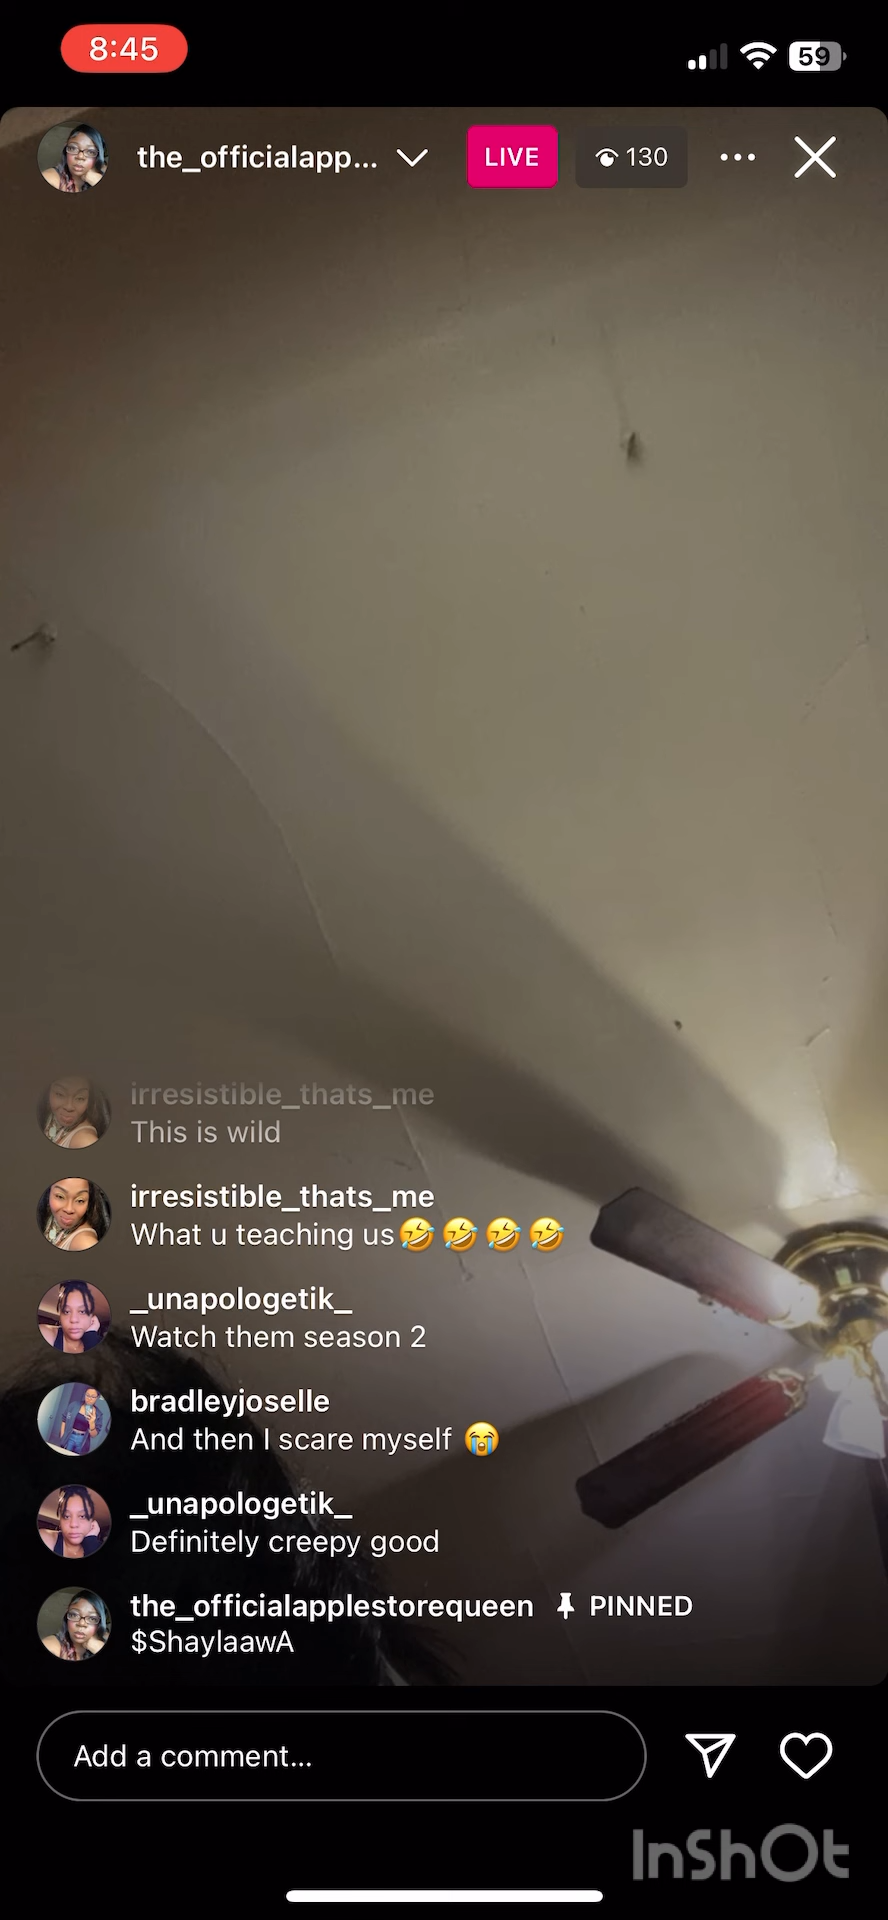 8:45
59
the_officialapp...
LIVE
130
irresistible_thats_me
This is wild
irresistible_thats_me
What u teaching us🤣🤣🤣🤣
_unapologetik_
Watch them season 2
bradleyjoselle
And then I scare myself 😭
_unapologetik_
Definitely creepy good
the_officialapplestorequeen PINNED
$ShaylaawA
Add a comment...
InShOt